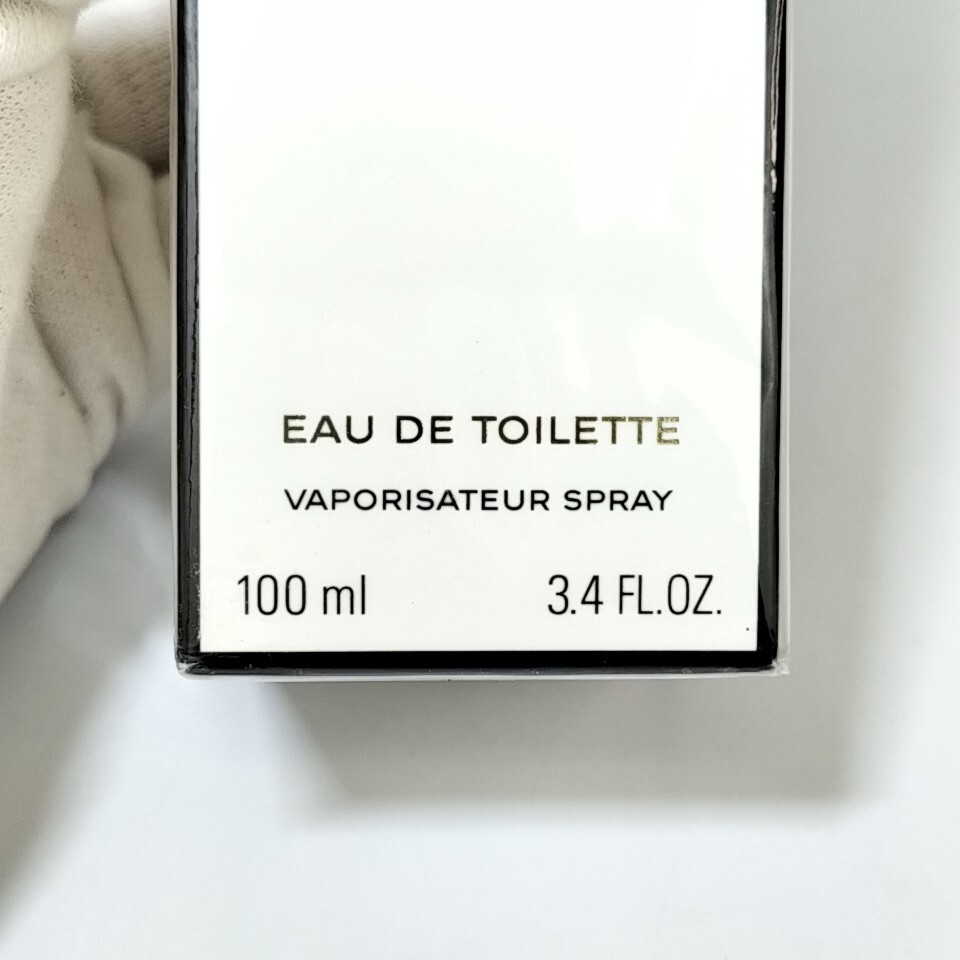 EAU DE TOILETTE
VAPORISATEUR SPRAY
100 ml 3.4 FL.OZ.